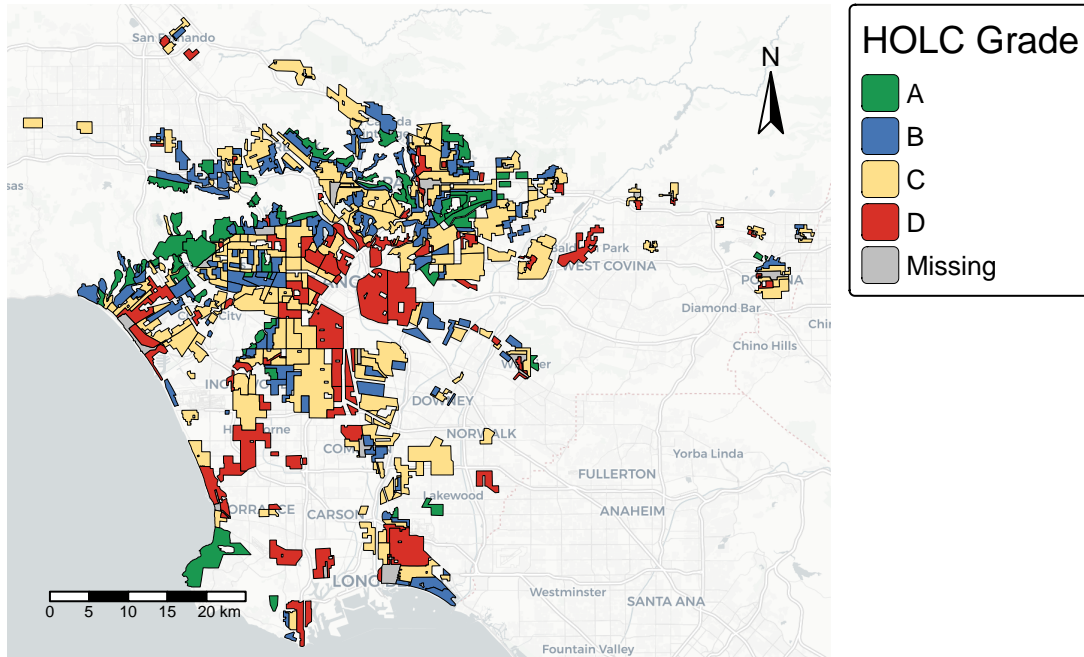 San Fernando
HOLC Grade
A
B
C
D
Missing
N
Park
WEST COVINA
Diamond Bar
Chino Hills
DOWNEY
NORWALK
Yorba Linda
FULLERTON
Lakewood
ANAHEIM
CARSON
Westminster
SANTA ANA
Fountain Valley
0 5 10 15 20 km